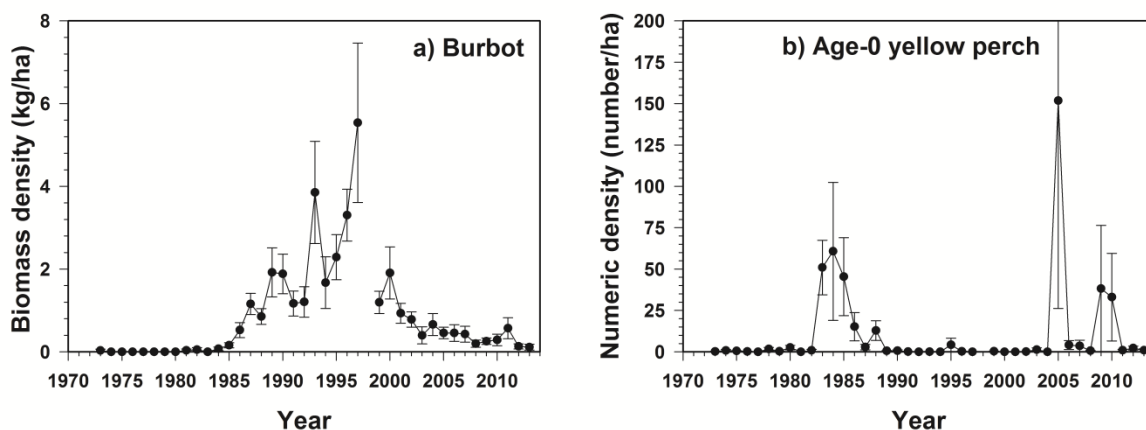 a) Burbot
Biomass density (kg/ha)
8
6
4
2
0
1970 1975 1980 1985 1990 1995 2000 2005 2010
Year
b) Age-0 yellow perch
Numeric density (number/ha)
200
175
150
125
100
75
50
25
0
1970 1975 1980 1985 1990 1995 2000 2005 2010
Year